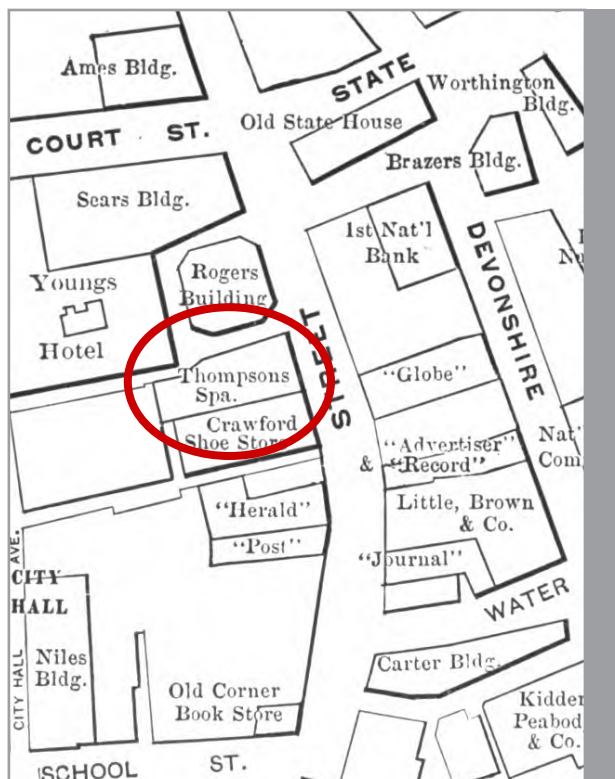 Ames Bldg.
STATE
Worthington
Bldg.
COURT ST.
Old State House
Brazers Bldg.
Sears Bldg.
1st Nat'l
Bank
DEVONSHIRE
Youngs
Hotel
Rogers
Building
STREET
Thompsons
Spa.
"Globe"
Crawford
Shoe Store
"Advertiser"
& "Record"
Nat'
Com
"Herald"
"Post"
Little, Brown
& Co.
"Journal"
WATER
CITY HALL AVE.
CITY
HALL
Niles
Bldg.
Carter Bldg.
Old Corner
Book Store
Kidder
Peabod
& Co.
SCHOOL ST.